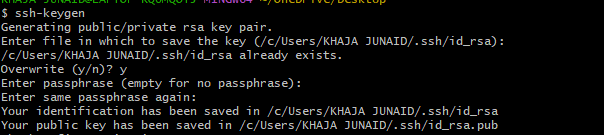 $ ssh-keygen
Generating public/private rsa key pair.
Enter file in which to save the key (/c/Users/KHAJA JUNAID/.ssh/id_rsa):
/c/Users/KHAJA JUNAID/.ssh/id_rsa already exists.
Overwrite (y/n)? y
Enter passphrase (empty for no passphrase):
Enter same passphrase again:
Your identification has been saved in /c/Users/KHAJA JUNAID/.ssh/id_rsa
Your public key has been saved in /c/Users/KHAJA JUNAID/.ssh/id_rsa.pub